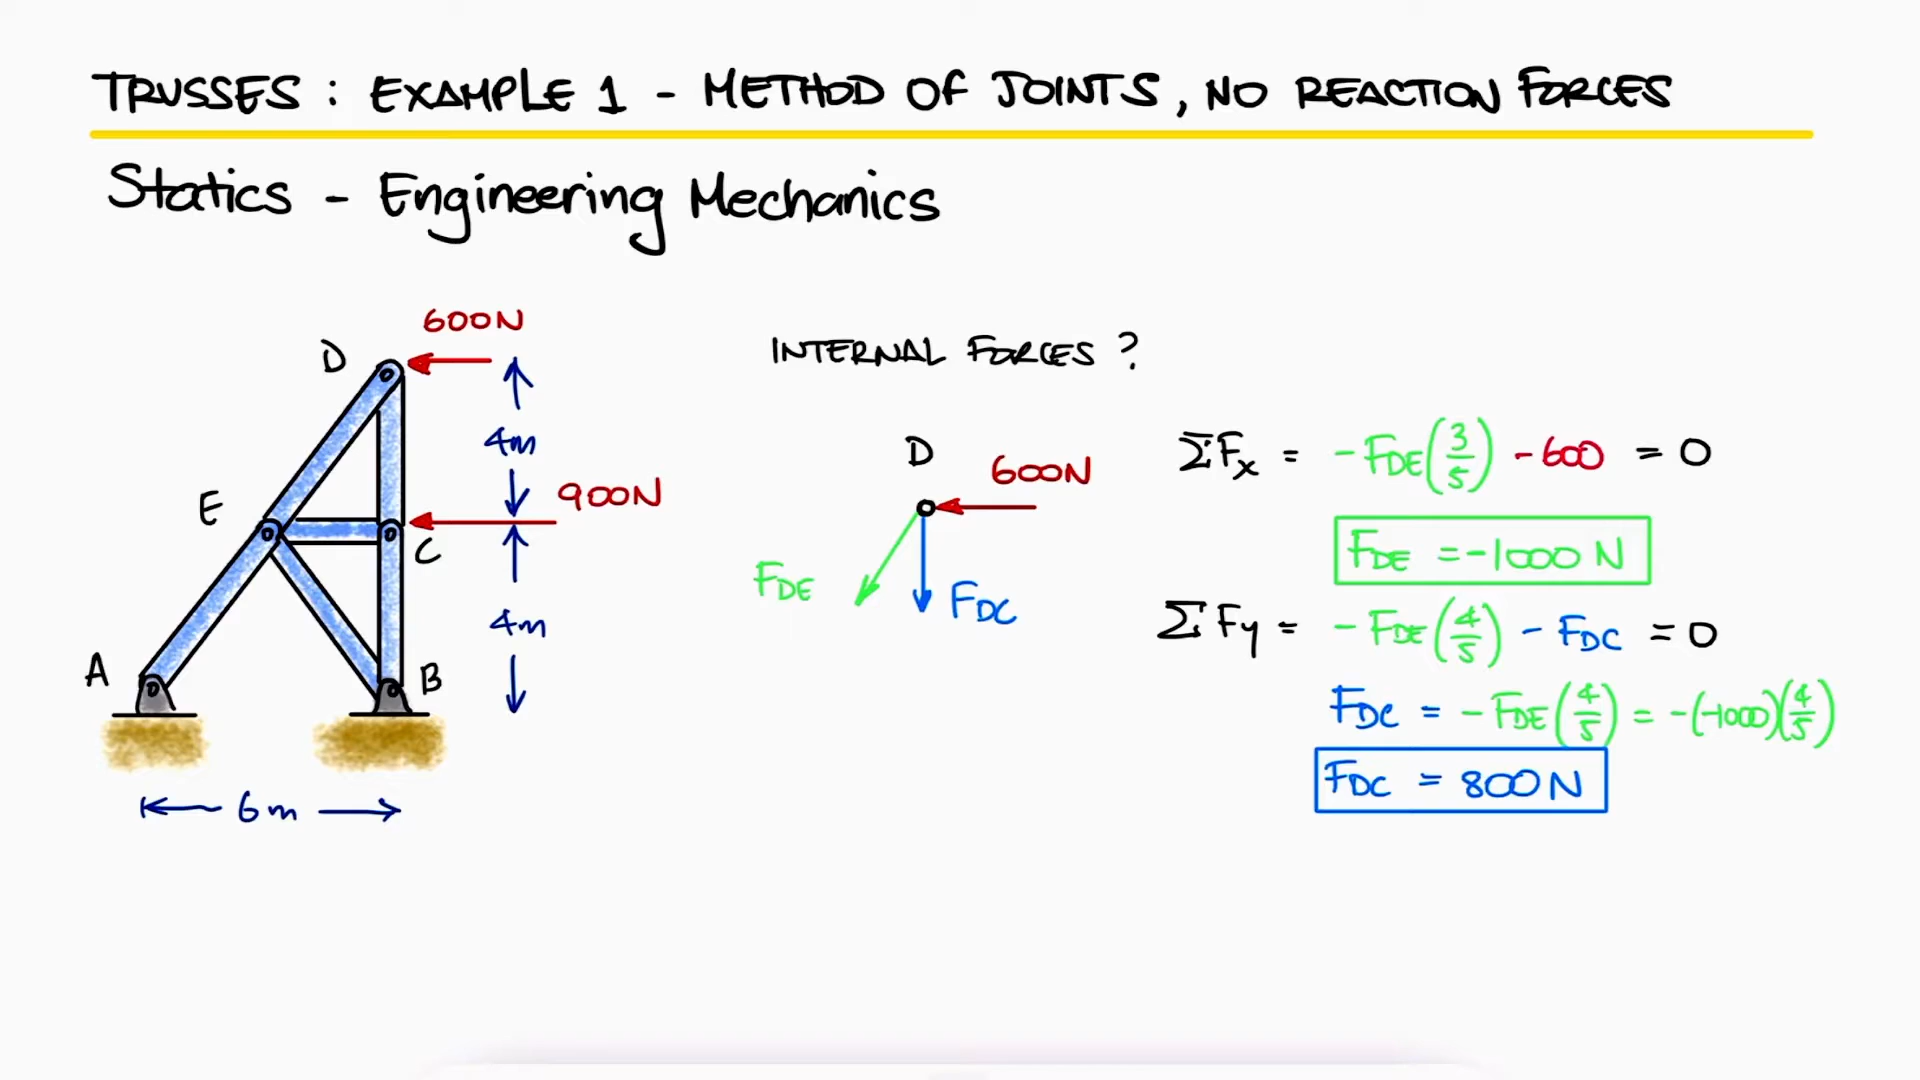 TRUSSES : EXAMPLE 1 - METHOD OF JOINTS, NO REACTION FORCES
Statics - Engineering Mechanics
600N
D
4m
E
900N
C
4m
A
B
6m
INTERNAL FORCES ?
D
600N
FDE
FDC
ΣFx = -FDE(3/5) -600 = 0
FDE = -1000 N
ΣFy = -FDE(4/5) - FDC = 0
FDC = -FDE(4/5) = -(-1000)(4/5)
FDC = 800N